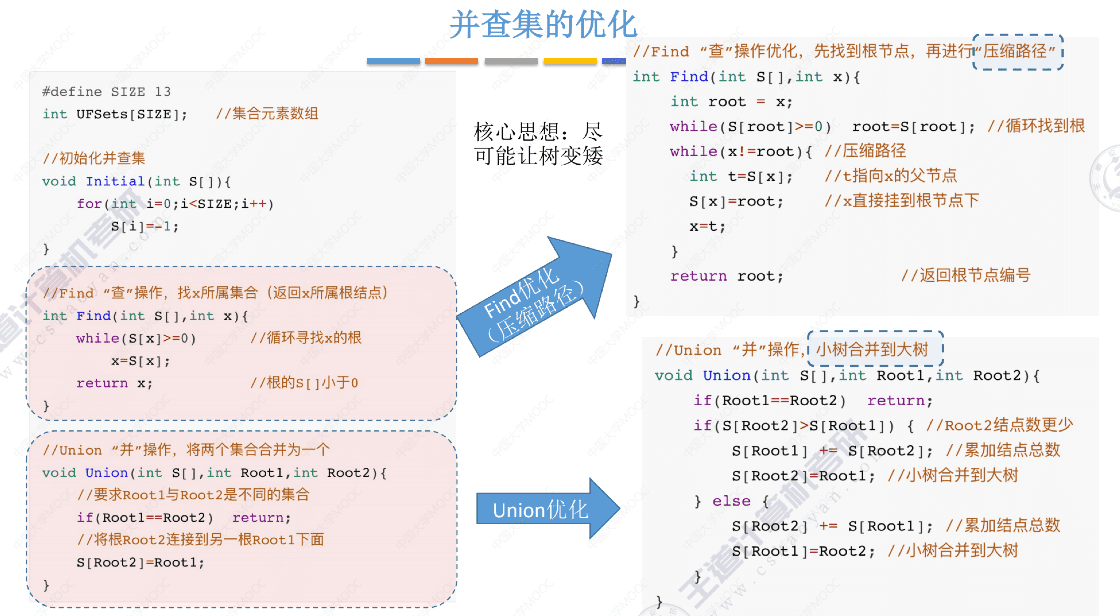 并查集的优化
#define SIZE 13
int UFSets[SIZE];   //集合元素数组
//初始化并查集
void Initial(int S[]){
for(int i=0;i<SIZE;i++)
S[i]=-1;
}
//Find “查”操作，找x所属集合（返回x所属根结点）
int Find(int S[],int x){
while(S[x]>=0)   //循环寻找x的根
x=S[x];
return x;   //根的S[]小于0
}
//Union “并”操作，将两个集合合并为一个
void Union(int S[],int Root1,int Root2){
//要求Root1与Root2是不同的集合
if(Root1==Root2)  return;
//将根Root2连接到另一根Root1下面
S[Root2]=Root1;
}
核心思想：尽
可能让树变矮
Find优化
（压缩路径）
Union优化
//Find “查”操作优化，先找到根节点，再进行“压缩路径”
int Find(int S[],int x){
int root = x;
while(S[root]>=0)  root=S[root]; //循环找到根
while(x!=root){ //压缩路径
int t=S[x];   //t指向x的父节点
S[x]=root;    //x直接挂到根节点下
x=t;
}
return root;   //返回根节点编号
}
//Union “并”操作，小树合并到大树
void Union(int S[],int Root1,int Root2){
if(Root1==Root2)  return;
if(S[Root2]>S[Root1]) { //Root2结点数更少
S[Root1] += S[Root2]; //累加结点总数
S[Root2]=Root1; //小树合并到大树
} else {
S[Root2] += S[Root1]; //累加结点总数
S[Root1]=Root2; //小树合并到大树
}
}